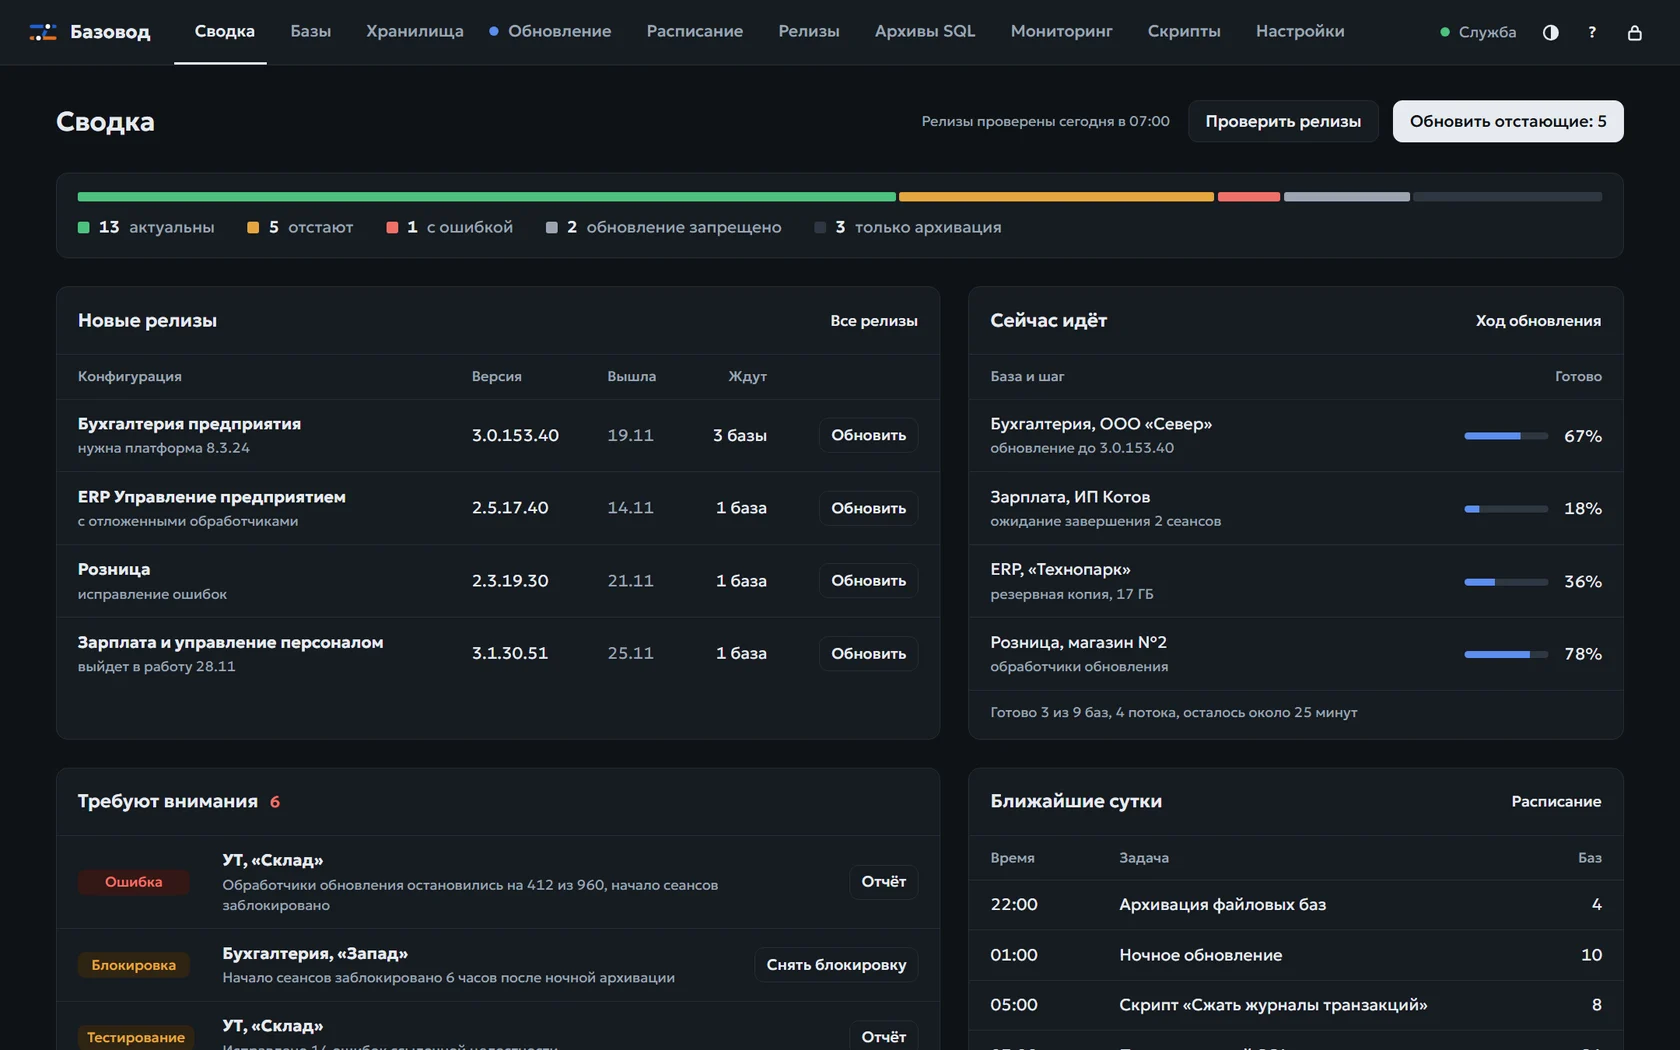 Базовод
Сводка
Базы
Хранилища
Обновление
Расписание
Релизы
Архивы SQL
Мониторинг
Скрипты
Настройки
Служба
?
Сводка
Релизы проверены сегодня в 07:00
Проверить релизы
Обновить отстающие: 5
13 актуальны
5 отстают
1 с ошибкой
2 обновление запрещено
3 только архивация
Новые релизы
Все релизы
Конфигурация Версия Вышла Ждут
Бухгалтерия предприятия
нужна платформа 8.3.24
3.0.153.40 19.11 3 базы Обновить
ERP Управление предприятием
с отложенными обработчиками
2.5.17.40 14.11 1 база Обновить
Розница
исправление ошибок
2.3.19.30 21.11 1 база Обновить
Зарплата и управление персоналом
выйдет в работу 28.11
3.1.30.51 25.11 1 база Обновить
Сейчас идёт
Ход обновления
База и шаг Готово
Бухгалтерия, ООО «Север»
обновление до 3.0.153.40
67%
Зарплата, ИП Котов
ожидание завершения 2 сеансов
18%
ERP, «Технопарк»
резервная копия, 17 ГБ
36%
Розница, магазин №2
обработчики обновления
78%
Готово 3 из 9 баз, 4 потока, осталось около 25 минут
Требуют внимания 6
Ошибка
УТ, «Склад»
Обработчики обновления остановились на 412 из 960, начало сеансов
заблокировано
Отчёт
Блокировка
Бухгалтерия, «Запад»
Начало сеансов заблокировано 6 часов после ночной архивации
Снять блокировку
Тестирование
УТ, «Склад»
Отчёт
Ближайшие сутки
Расписание
Время Задача Баз
22:00 Архивация файловых баз 4
01:00 Ночное обновление 10
05:00 Скрипт «Сжать журналы транзакций» 8